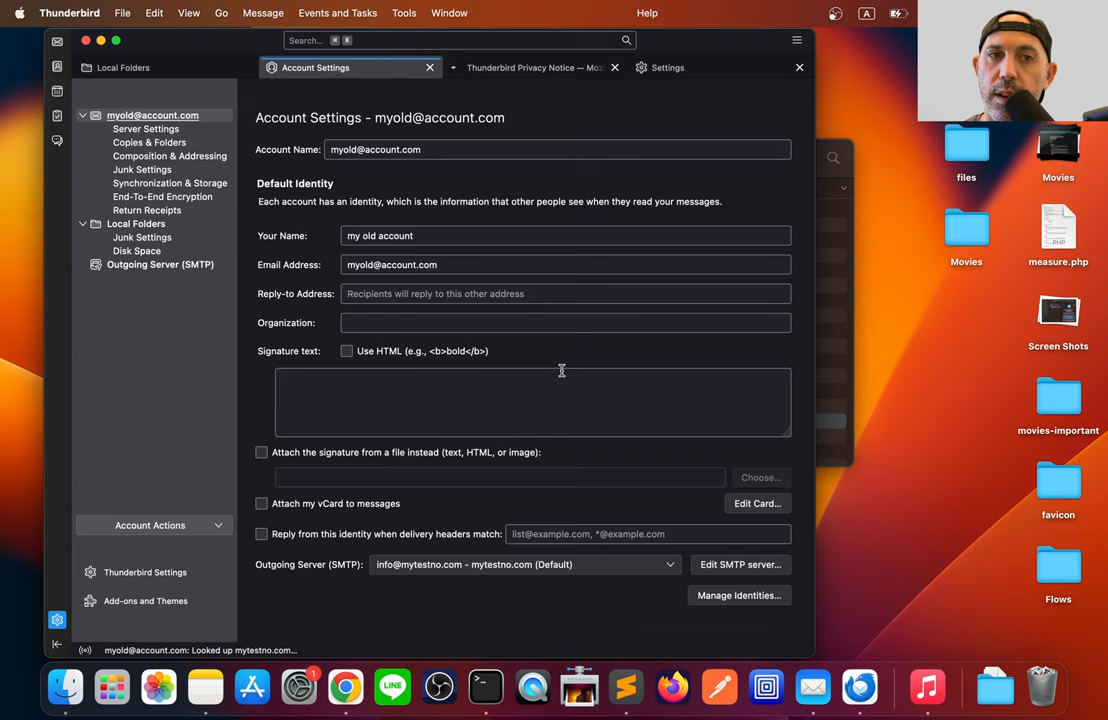 Thunderbird File Edit View Go Message Events and Tasks Tools Window Help A
Search... ⌘ K
Local Folders
Account Settings
Thunderbird Privacy Notice — Moz
Settings
myold@account.com
Server Settings
Copies & Folders
Composition & Addressing
Junk Settings
Synchronization & Storage
End-To-End Encryption
Return Receipts
Local Folders
Junk Settings
Disk Space
Outgoing Server (SMTP)
Account Actions
Thunderbird Settings
Add-ons and Themes
Account Settings - myold@account.com
Account Name: myold@account.com
Default Identity
Each account has an identity, which is the information that other people see when they read your messages.
Your Name: my old account
Email Address: myold@account.com
Reply-to Address: Recipients will reply to this other address
Organization:
Signature text: Use HTML (e.g., <b>bold</b>)
Attach the signature from a file instead (text, HTML, or image):
Choose...
Attach my vCard to messages
Edit Card...
Reply from this identity when delivery headers match: list@example.com, *@example.com
Outgoing Server (SMTP): info@mytestno.com - mytestno.com (Default) Edit SMTP server...
Manage Identities...
myold@account.com: Looked up mytestno.com...
files
Movies
Movies
PHP
measure.php
Screen Shots
movies-important
favicon
Flows
1
LINE